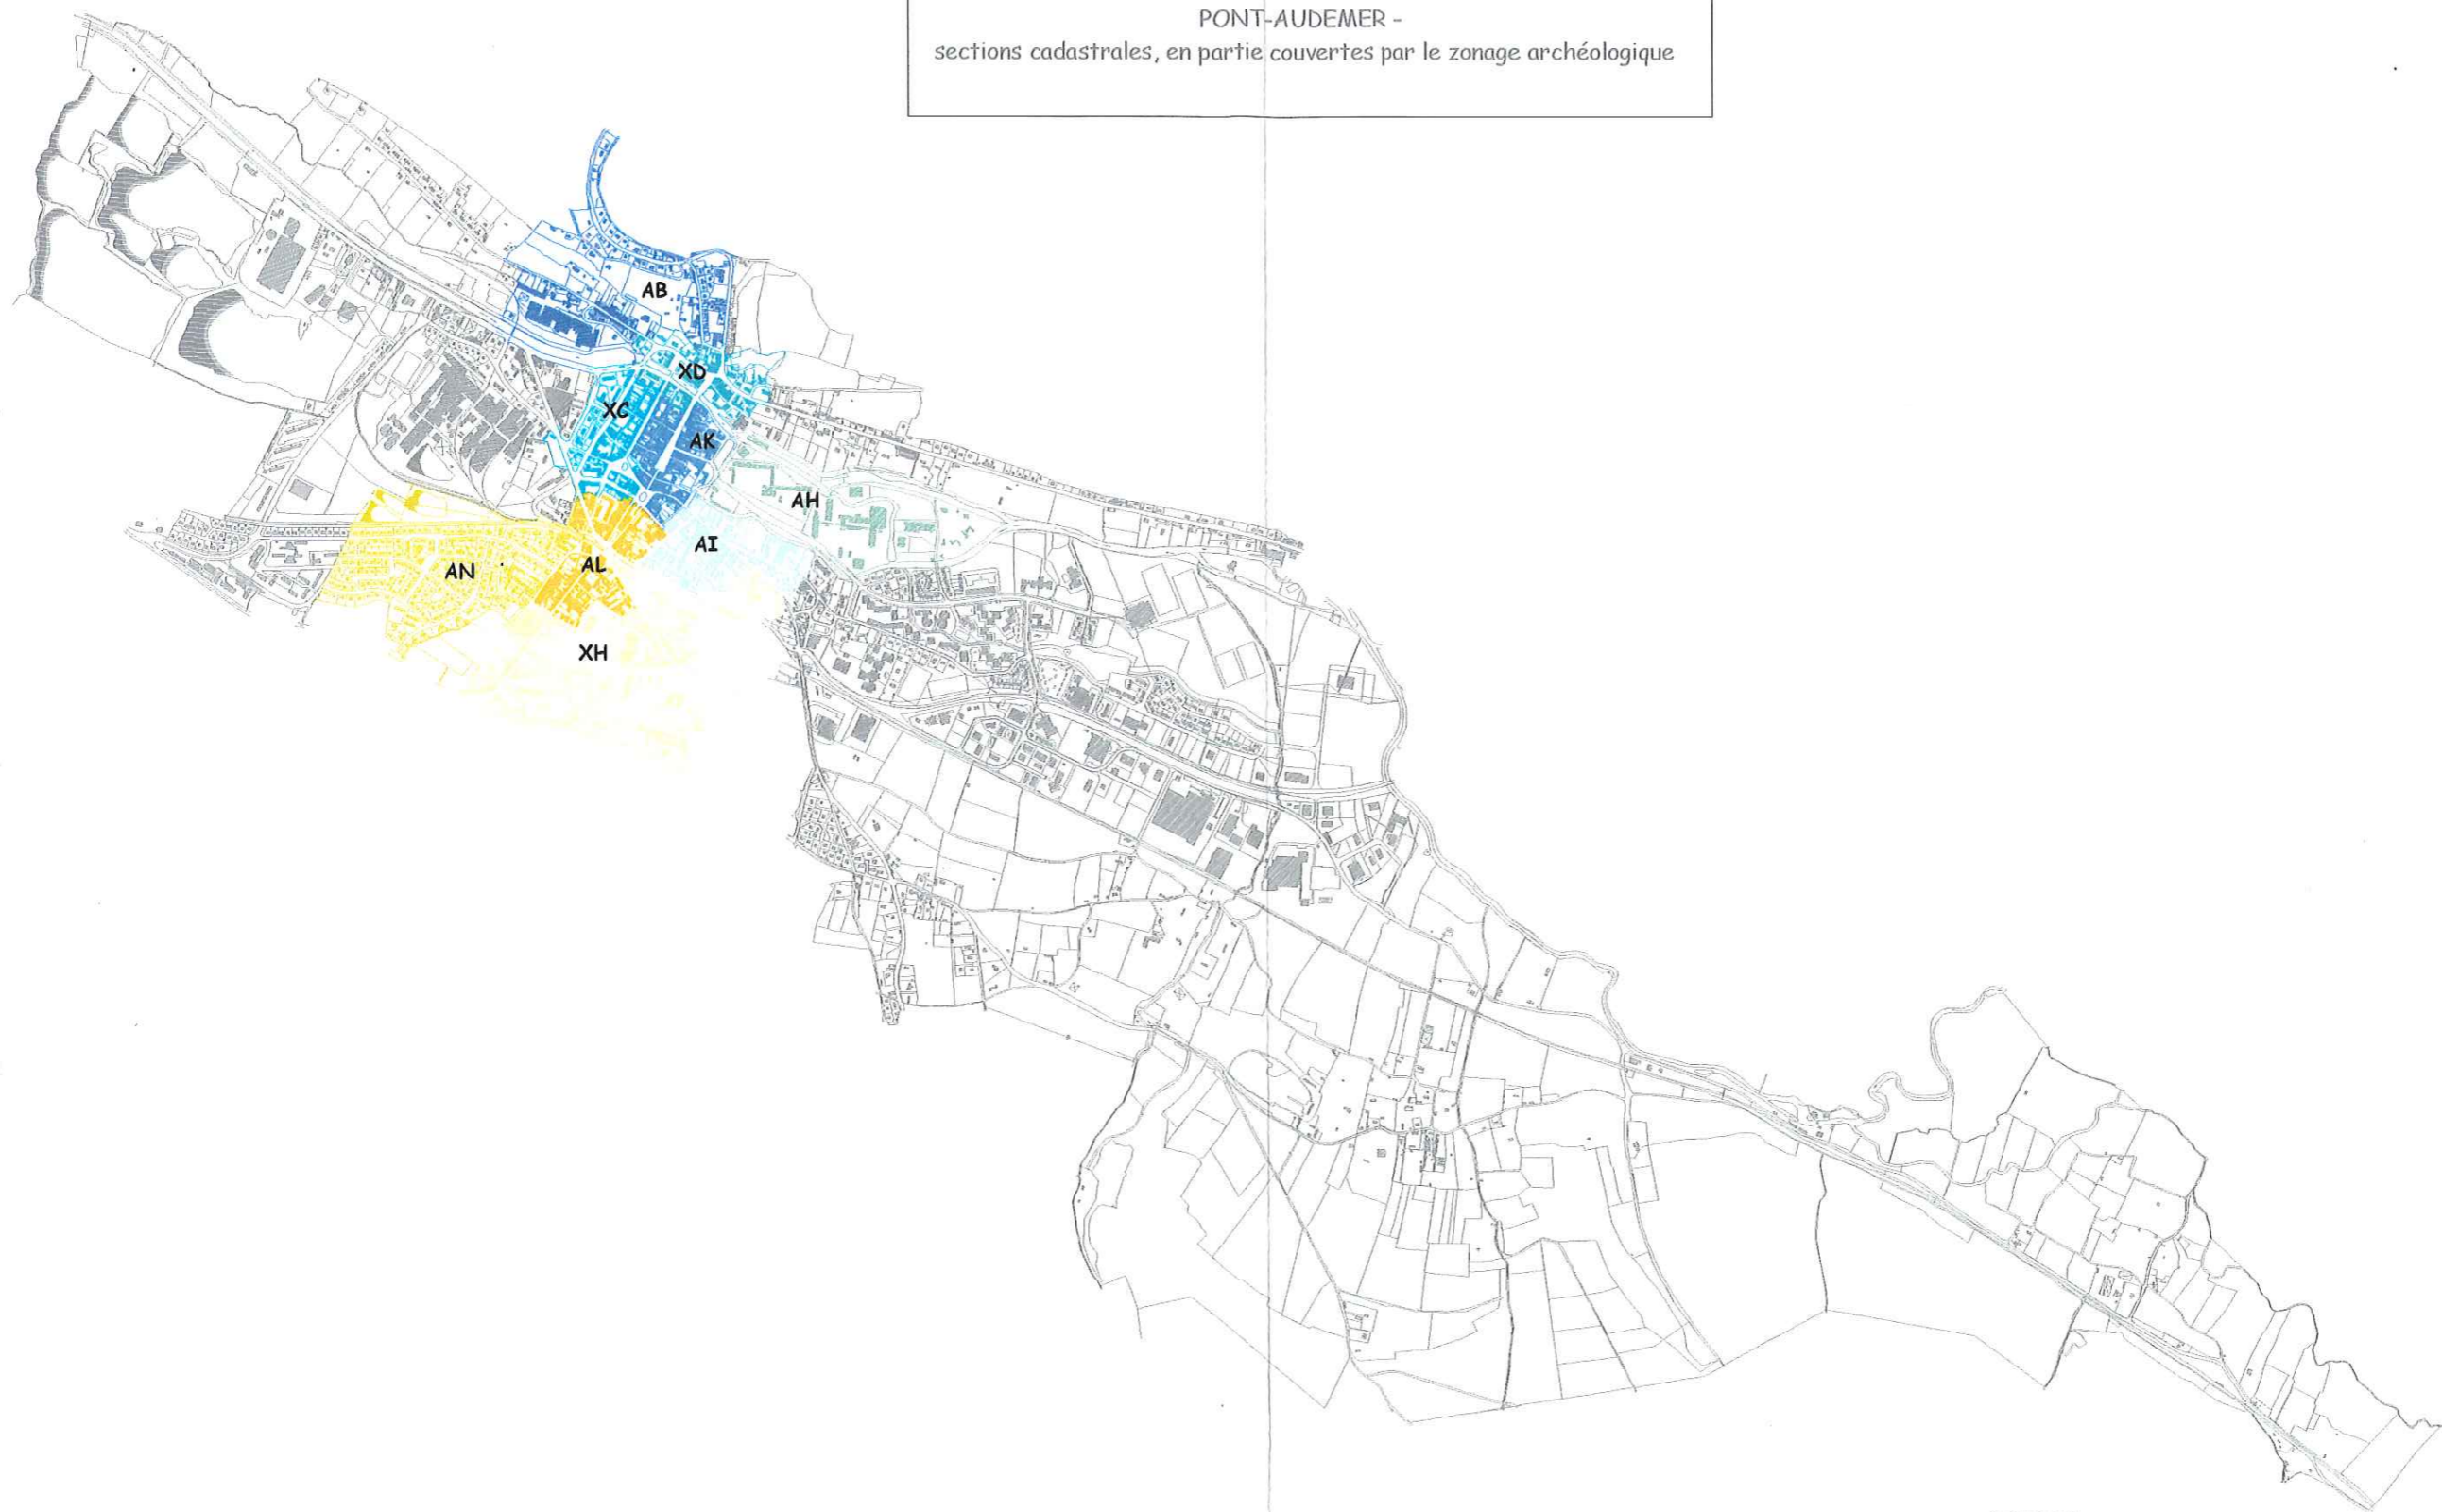 PONT-AUDEMER -
sections cadastrales, en partie couvertes par le zonage archéologique
AB
XD
XC
AK
AH
AI
AN
AL
XH